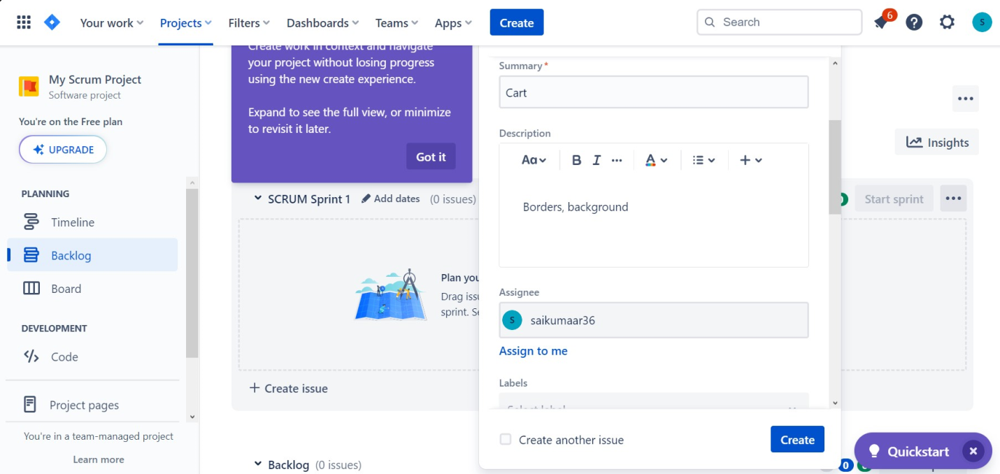 Your work
Projects
Filters
Dashboards
Teams
Apps
Create
Search
6
S
My Scrum Project
Software project
You're on the Free plan
UPGRADE
PLANNING
Timeline
Backlog
Board
DEVELOPMENT
Code
Project pages
You're in a team-managed project
Learn more
Create work in context and navigate
your project without losing progress
using the new create experience.
Expand to see the full view, or minimize
to revisit it later.
Got it
SCRUM Sprint 1 Add dates (0 issues)
Plan you
Drag issu
sprint. Se
+ Create issue
Backlog (0 issues)
Summary*
Cart
Description
Aa B I ... A +
Borders, background
Assignee
S saikumaar36
Assign to me
Labels
Select label
Create another issue
Create
Insights
Start sprint
Quickstart
0